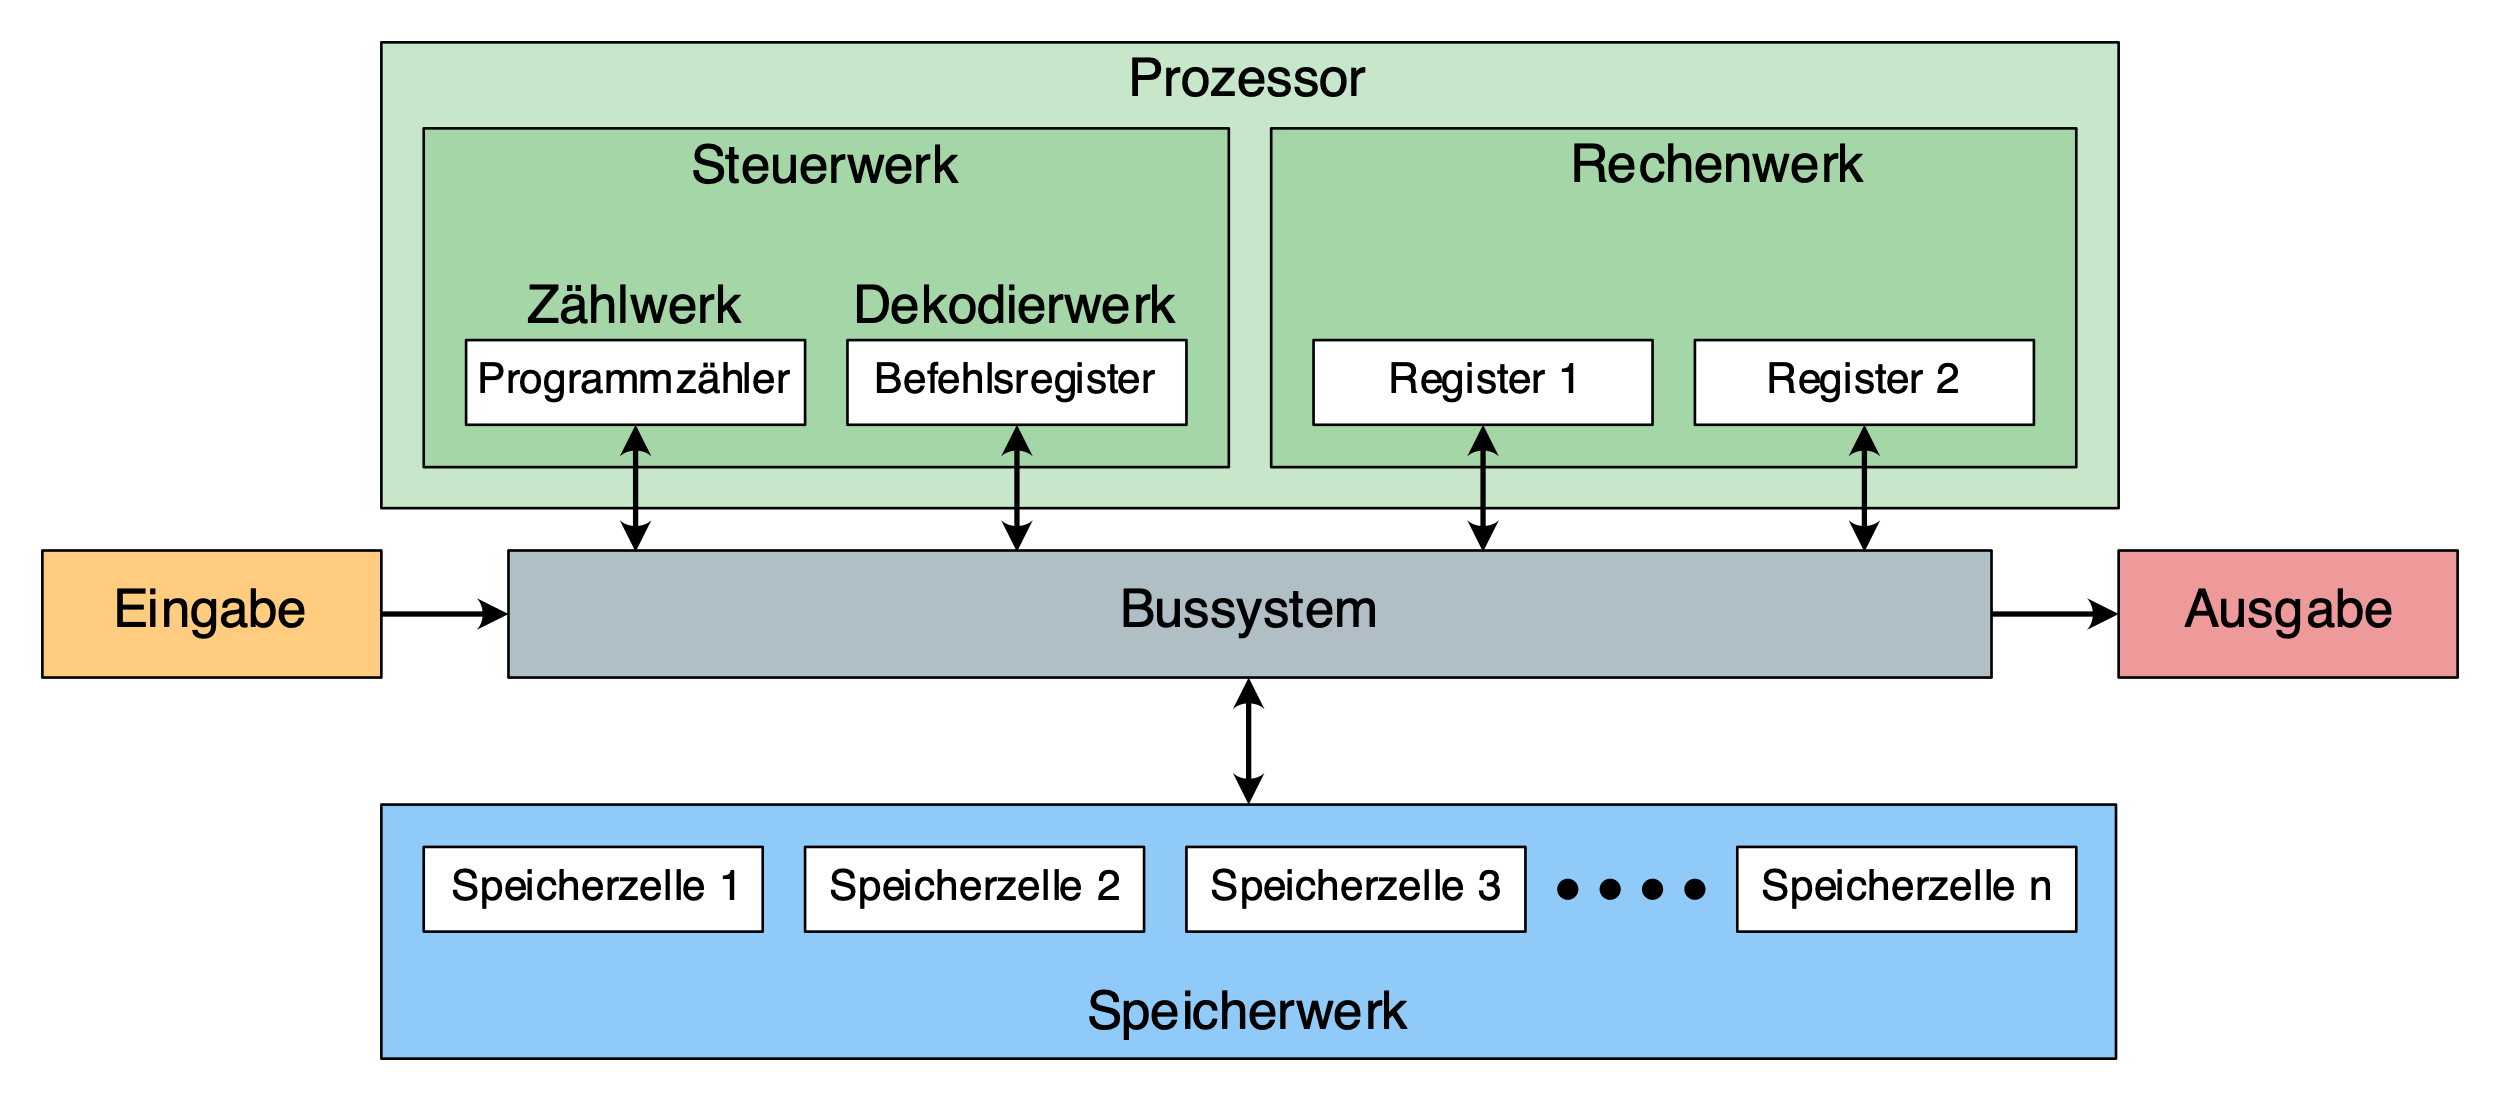 Prozessor
Steuerwerk
Rechenwerk
Zählwerk
Dekodierwerk
Programmzähler
Befehlsregister
Register 1
Register 2
Eingabe
Bussystem
Ausgabe
Speicherzelle 1
Speicherzelle 2
Speicherzelle 3
Speicherzelle n
Speicherwerk